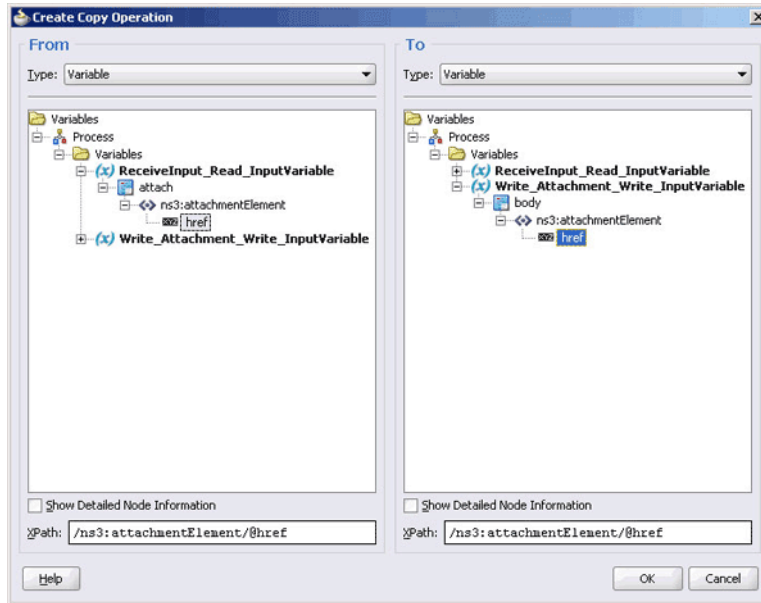 Create Copy Operation
From
Type: Variable
Variables
Process
Variables
(x) ReceiveInput_Read_InputVariable
attach
ns3:attachmentElement
href
(x) Write_Attachment_Write_InputVariable
Show Detailed Node Information
XPath: /ns3:attachmentElement/@href
To
Type: Variable
Variables
Process
Variables
(x) ReceiveInput_Read_InputVariable
(x) Write_Attachment_Write_InputVariable
body
ns3:attachmentElement
href
Show Detailed Node Information
XPath: /ns3:attachmentElement/@href
Help
OK
Cancel